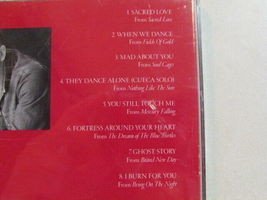 1. SACRED LOVE
From Sacred Love
2. WHEN WE DANCE
From Fields Of Gold
3. MAD ABOUT YOU
From Soul Cages
4. THEY DANCE ALONE (CUECA SOLO)
From Nothing Like The Sun
5. YOU STILL TOUCH ME
From Mercury Falling
6. FORTRESS AROUND YOUR HEART
From The Dream of The Blue Turtles
7. GHOST STORY
From Brand New Day
8. I BURN FOR YOU
From Bring On The Night